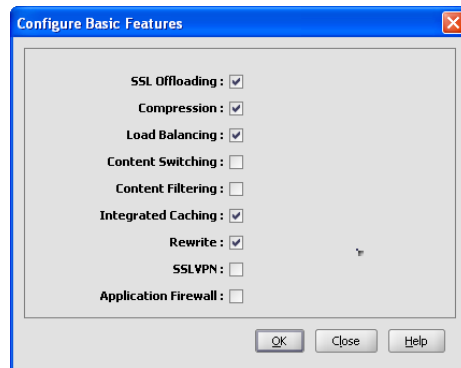 Configure Basic Features
SSL Offloading :
Compression :
Load Balancing :
Content Switching :
Content Filtering :
Integrated Caching :
Rewrite :
SSLVPN :
Application Firewall :
OK Close Help